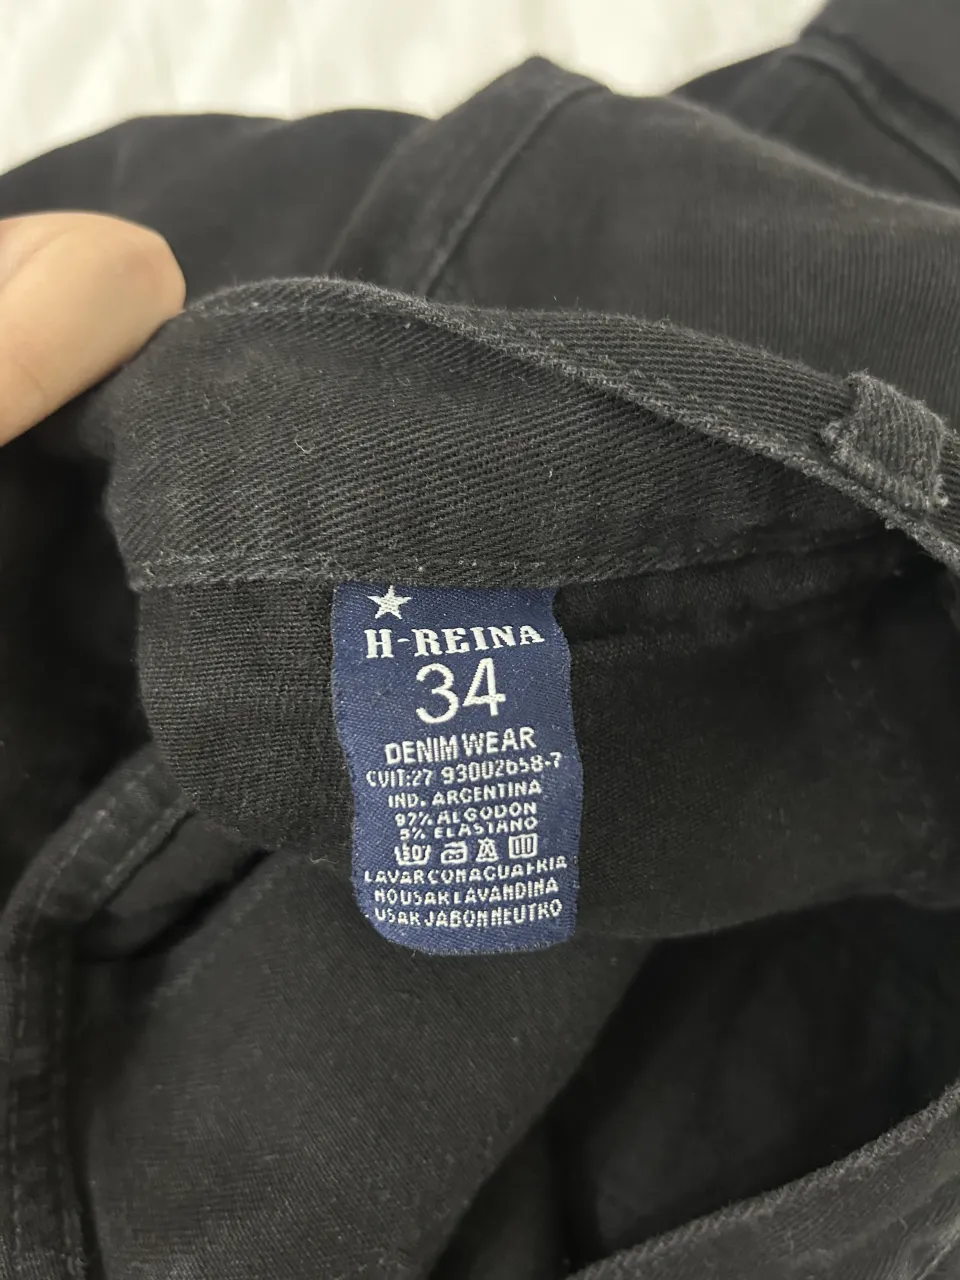 H-REINA
34
DENIM WEAR
CUIT:27 93002658-7
IND. ARGENTINA
97% ALGODON
3% ELASTANO
LAVAR CON AGUA FRIA
NO USAR LAVANDINA
USAR JABON NEUTRO